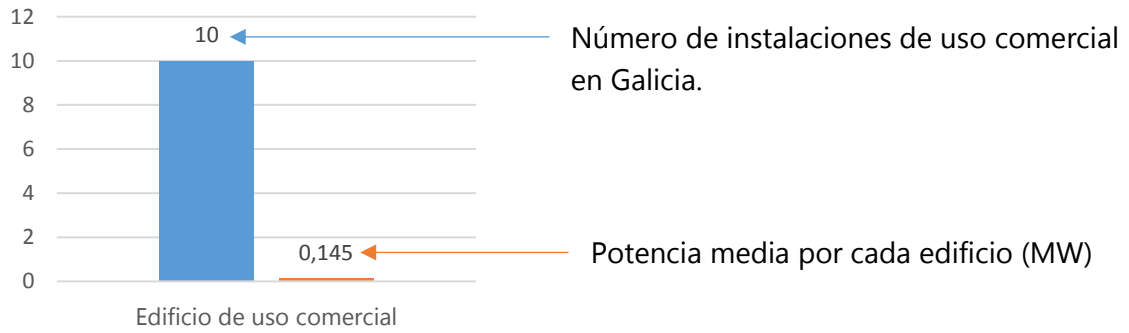 12
10
8
6
4
2
0
10
0,145
Edificio de uso comercial
Número de instalaciones de uso comercial
en Galicia.
Potencia media por cada edificio (MW)